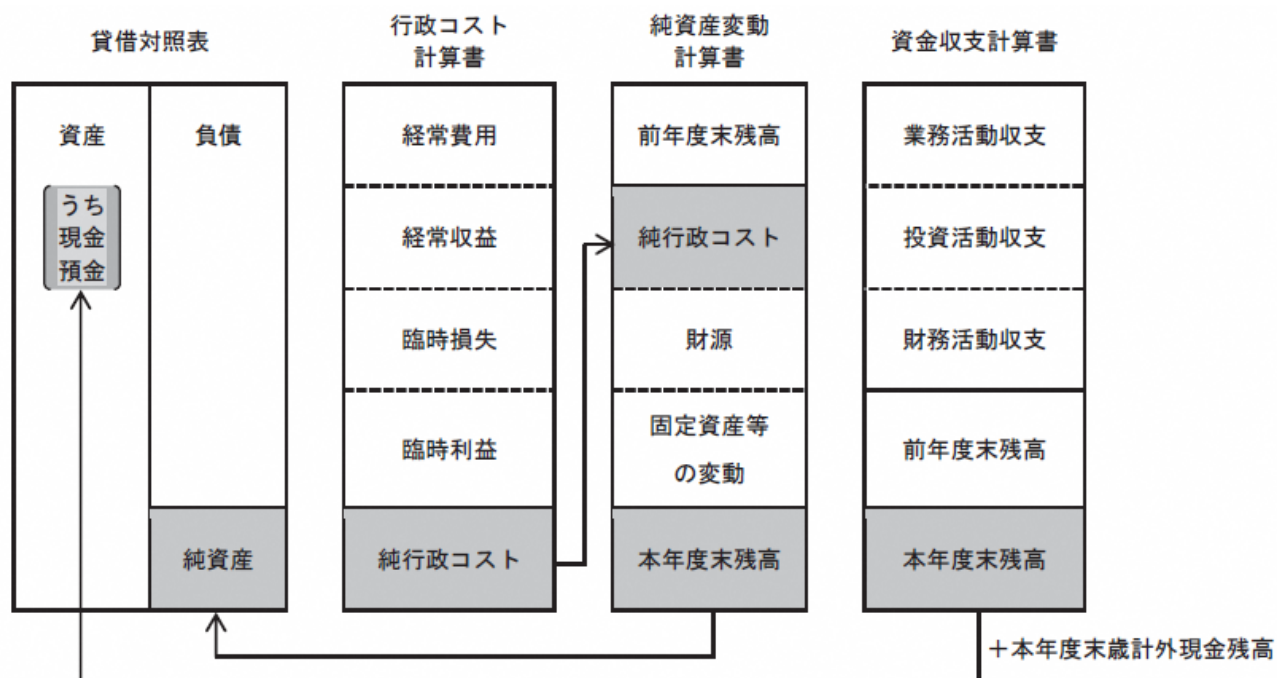 貸借対照表
資産
うち
現金
預金
負債
純資産
行政コスト
計算書
経常費用
経常収益
臨時損失
臨時利益
純行政コスト
純資産変動
計算書
前年度末残高
純行政コスト
財源
固定資産等
の変動
本年度末残高
資金収支計算書
業務活動収支
投資活動収支
財務活動収支
前年度末残高
本年度末残高
＋本年度末歳計外現金残高